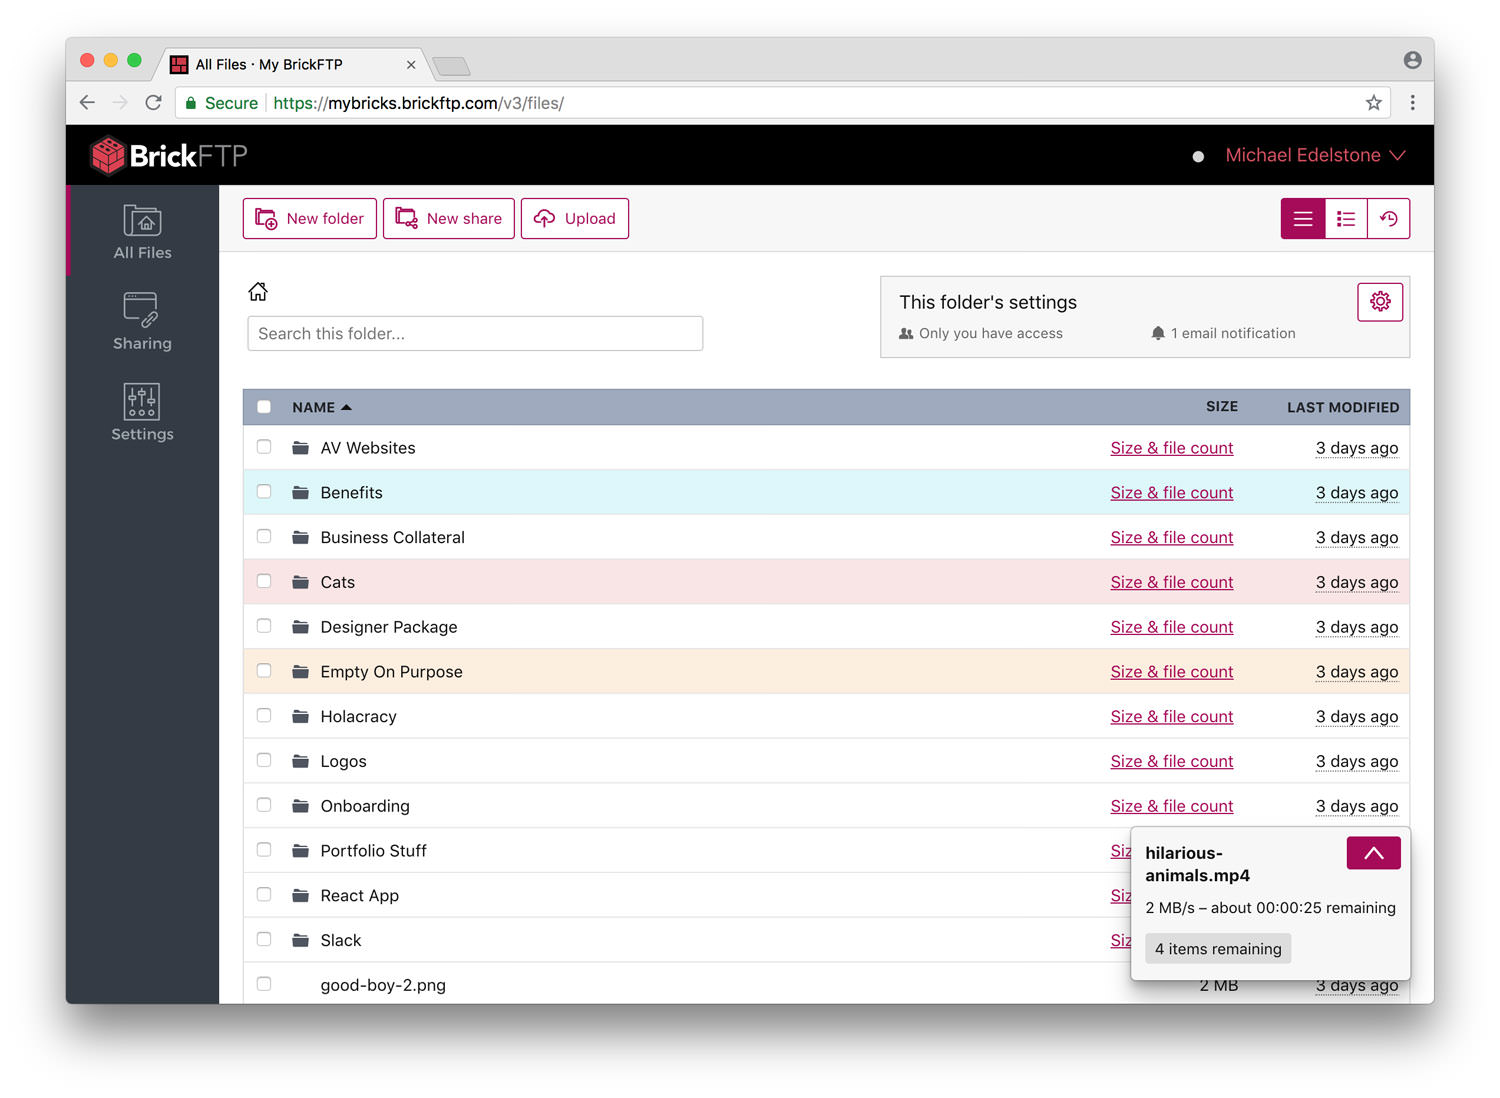 All Files · My BrickFTP
Secure https://mybricks.brickftp.com/v3/files/
BrickFTP
Michael Edelstone
All Files
Sharing
Settings
New folder
New share
Upload
Search this folder...
This folder's settings
Only you have access
1 email notification
NAME SIZE LAST MODIFIED
AV Websites Size & file count 3 days ago
Benefits Size & file count 3 days ago
Business Collateral Size & file count 3 days ago
Cats Size & file count 3 days ago
Designer Package Size & file count 3 days ago
Empty On Purpose Size & file count 3 days ago
Holacracy Size & file count 3 days ago
Logos Size & file count 3 days ago
Onboarding Size & file count 3 days ago
Portfolio Stuff Siz
React App Siz
Slack Siz
good-boy-2.png 2 MB 3 days ago
hilarious-
animals.mp4
2 MB/s – about 00:00:25 remaining
4 items remaining